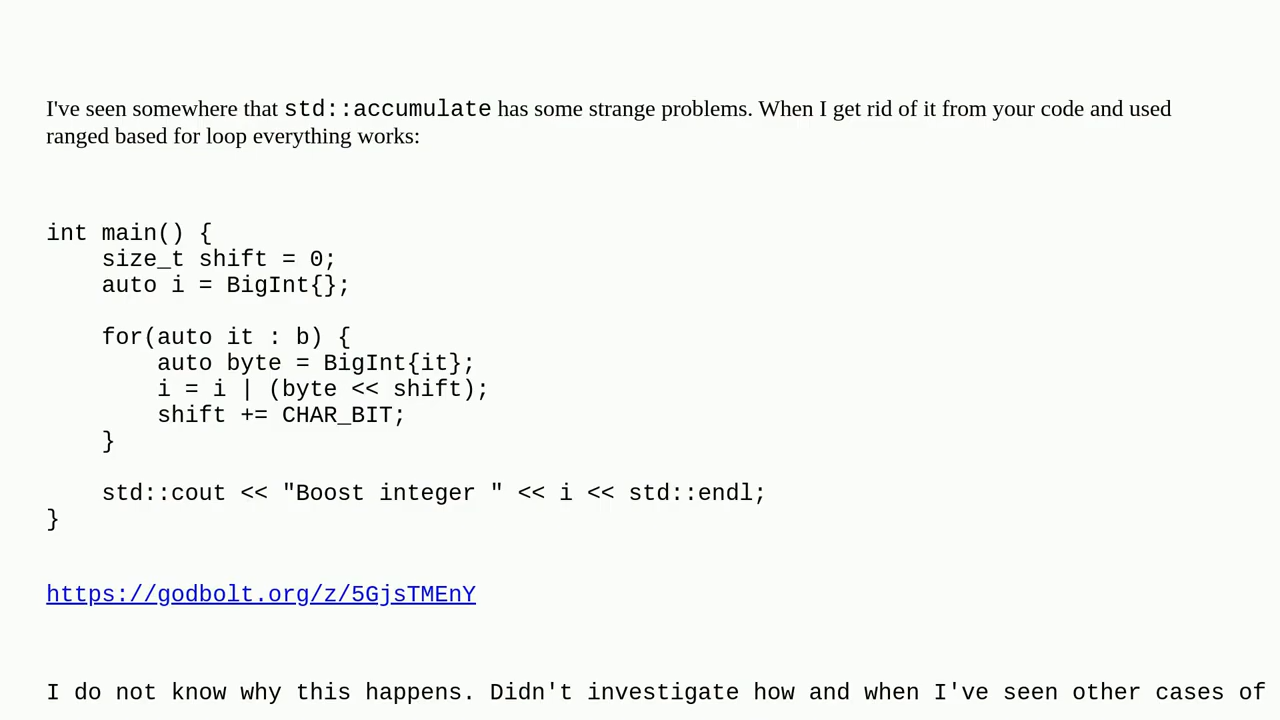 I've seen somewhere that std::accumulate has some strange problems. When I get rid of it from your code and used
ranged based for loop everything works:
int main() {
    size_t shift = 0;
    auto i = BigInt{};
    for(auto it : b) {
        auto byte = BigInt{it};
        i = i | (byte << shift);
        shift += CHAR_BIT;
    }
    std::cout << "Boost integer " << i << std::endl;
}
https://godbolt.org/z/5GjsTMEnY
I do not know why this happens. Didn't investigate how and when I've seen other cases of